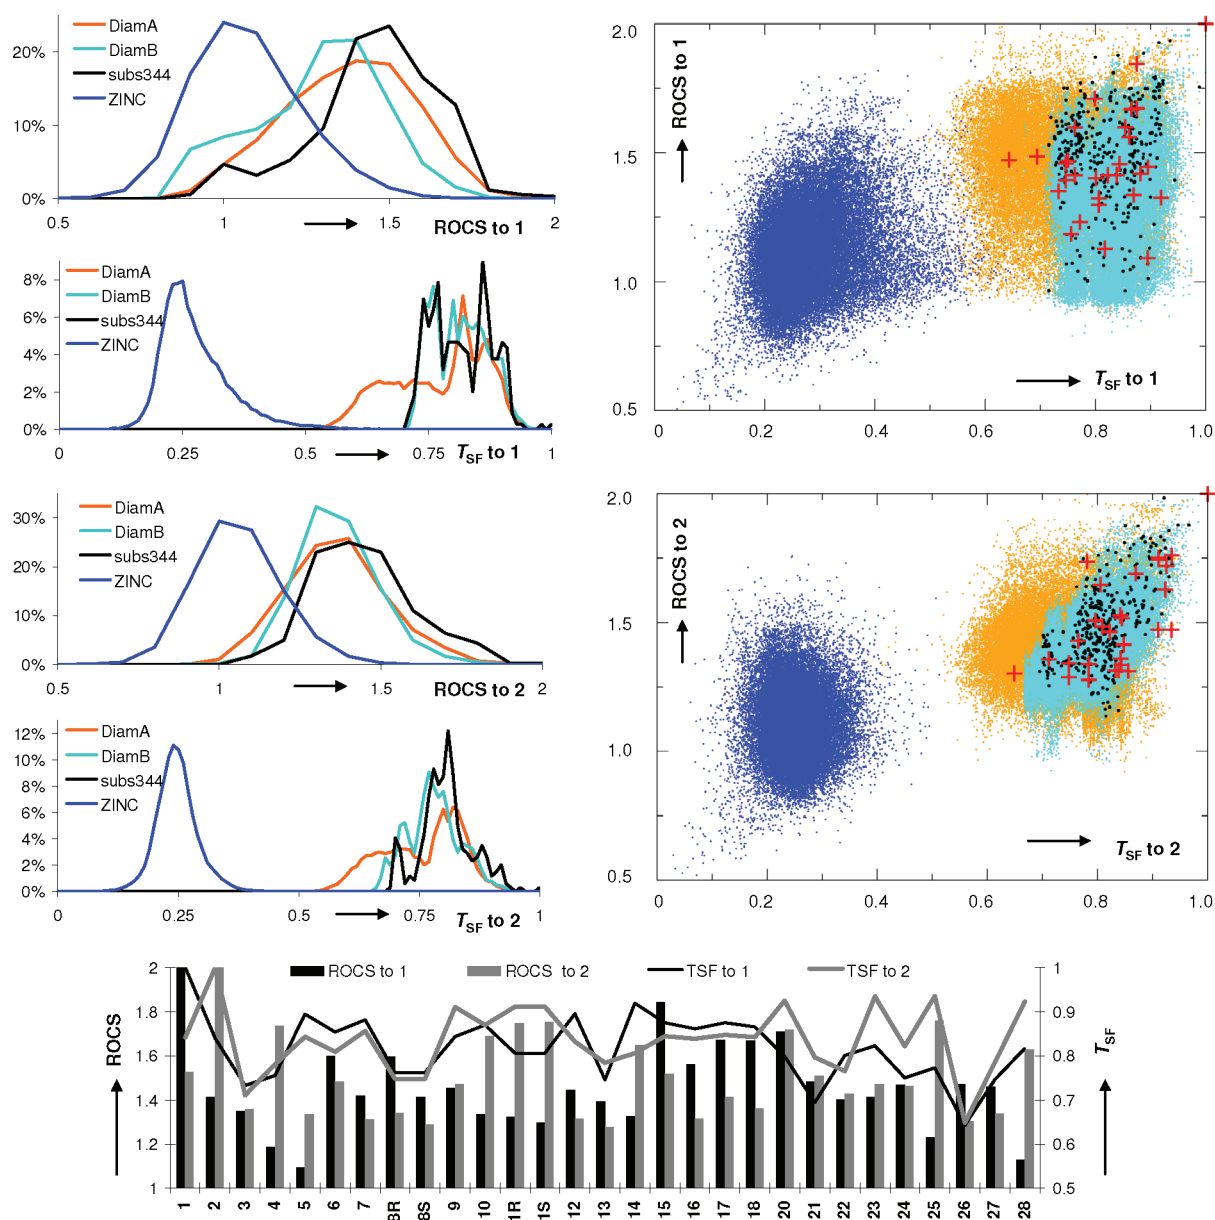 DiamA
DiamB
subs344
ZINC
20%
10%
0%
0.5
1
1.5
2
ROCS to 1
DiamA
DiamB
subs344
ZINC
8%
6%
4%
2%
0%
0
0.25
0.5
0.75
1
TSF to 1
DiamA
DiamB
subs344
ZINC
30%
20%
10%
0%
0.5
1
1.5
2
ROCS to 2
DiamA
DiamB
subs344
ZINC
12%
10%
8%
6%
4%
2%
0%
0
0.25
0.5
0.75
1
TSF to 2
2.0
1.5
1.0
0.5
ROCS to 1
TSF to 1
0
0.2
0.4
0.6
0.8
1.0
2.0
1.5
1.0
0.5
ROCS to 2
TSF to 2
0
0.2
0.4
0.6
0.8
1.0
ROCS to 1
ROCS to 2
TSF to 1
TSF to 2
2
1.8
1.6
1.4
1.2
1
ROCS
1
0.9
0.8
0.7
0.6
0.5
TSF
1
2
3
4
5
6
7
8R
8S
9
10
1R
1S
12
13
14
15
16
17
18
20
21
22
23
24
25
26
27
28